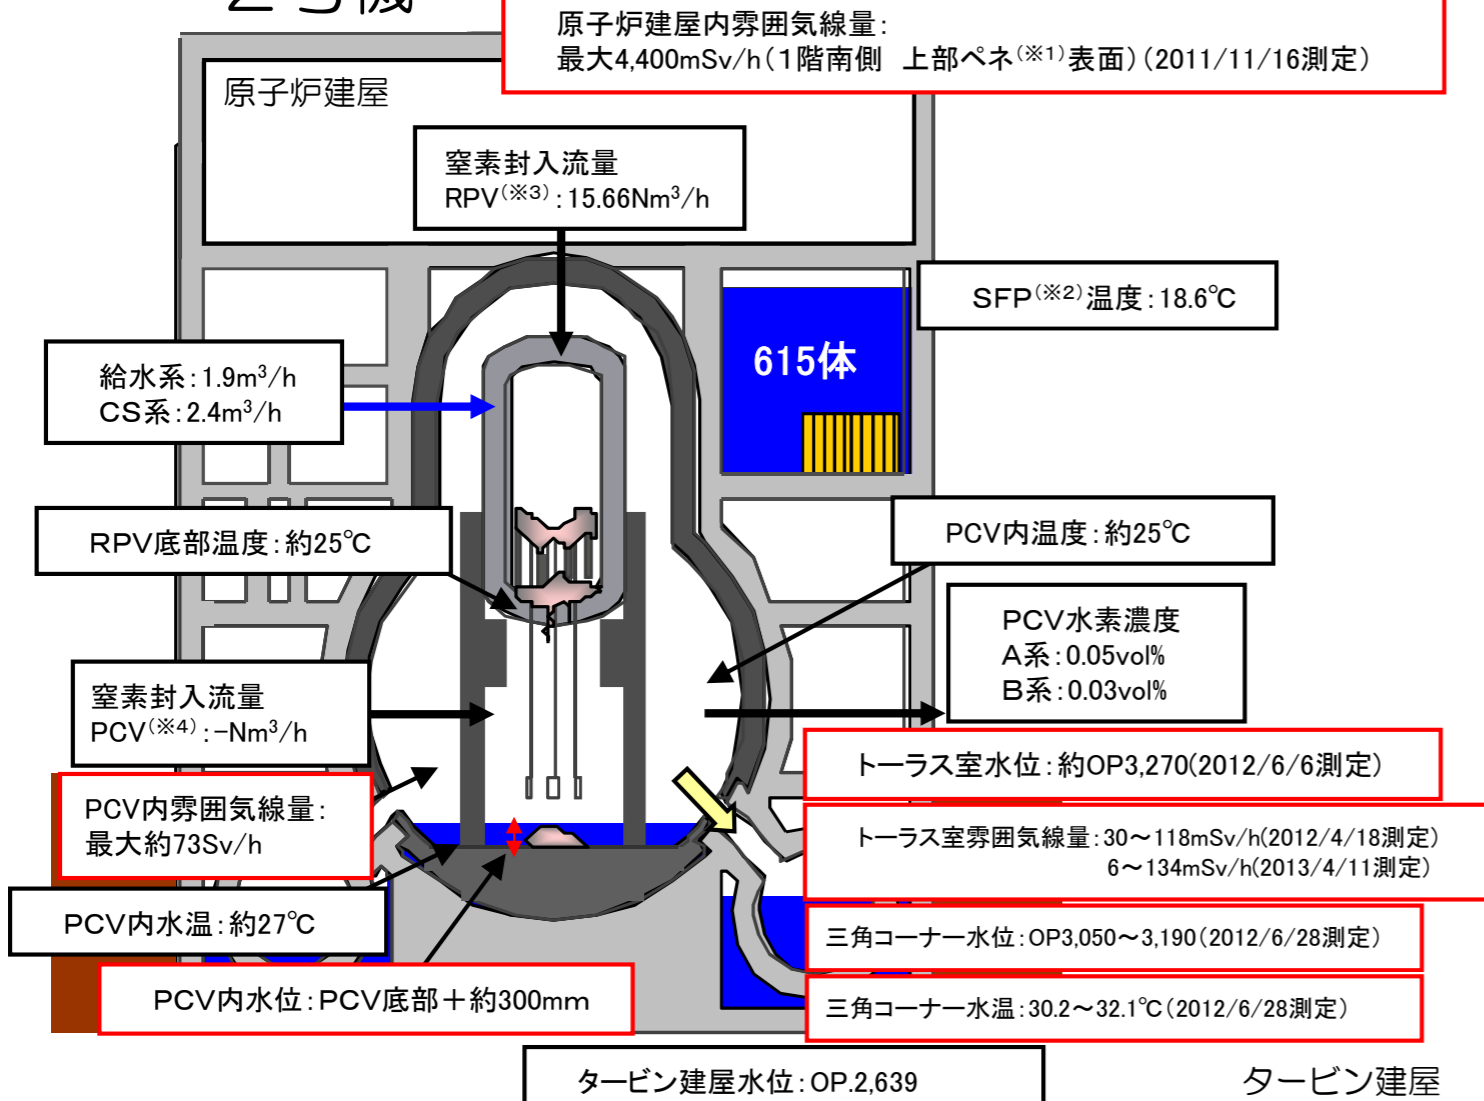 原子炉建屋内雰囲気線量：
最大4,400mSv/h（1階南側　上部ペネ(※1)表面）（2011/11/16測定）
原子炉建屋
窒素封入流量
RPV(※3)：15.66Nm³/h
SFP(※2)温度：18.6℃
615体
給水系：1.9m³/h
CS系：2.4m³/h
RPV底部温度：約25℃
PCV内温度：約25℃
PCV水素濃度
A系：0.05vol%
B系：0.03vol%
窒素封入流量
PCV(※4)：-Nm³/h
トーラス室水位：約OP3,270(2012/6/6測定)
PCV内雰囲気線量：
最大約73Sv/h
トーラス室雰囲気線量：30～118mSv/h(2012/4/18測定)
6～134mSv/h(2013/4/11測定)
PCV内水温：約27℃
三角コーナー水位：OP3,050～3,190(2012/6/28測定)
PCV内水位：PCV底部＋約300mm
三角コーナー水温：30.2～32.1℃(2012/6/28測定)
タービン建屋水位：OP.2,639
タービン建屋